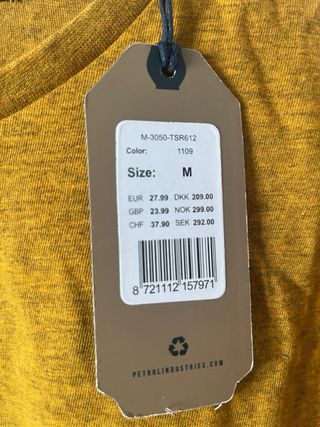 M-3050-TSR612
Color: 1109
Size: M
EUR 27.99 DKK 209.00
GBP 23.99 NOK 299.00
CHF 37.90 SEK 292.00
8 721112 157971
PETROLINDUSTRIES.COM